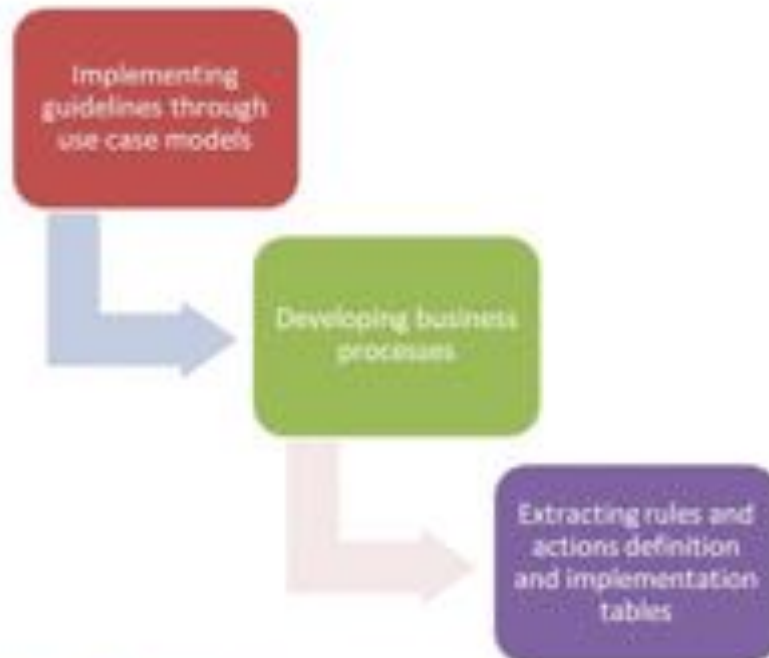 Implementing
guidelines through
use case models
Developing business
processes
Extracting rules and
actions definition
and implementation
tables